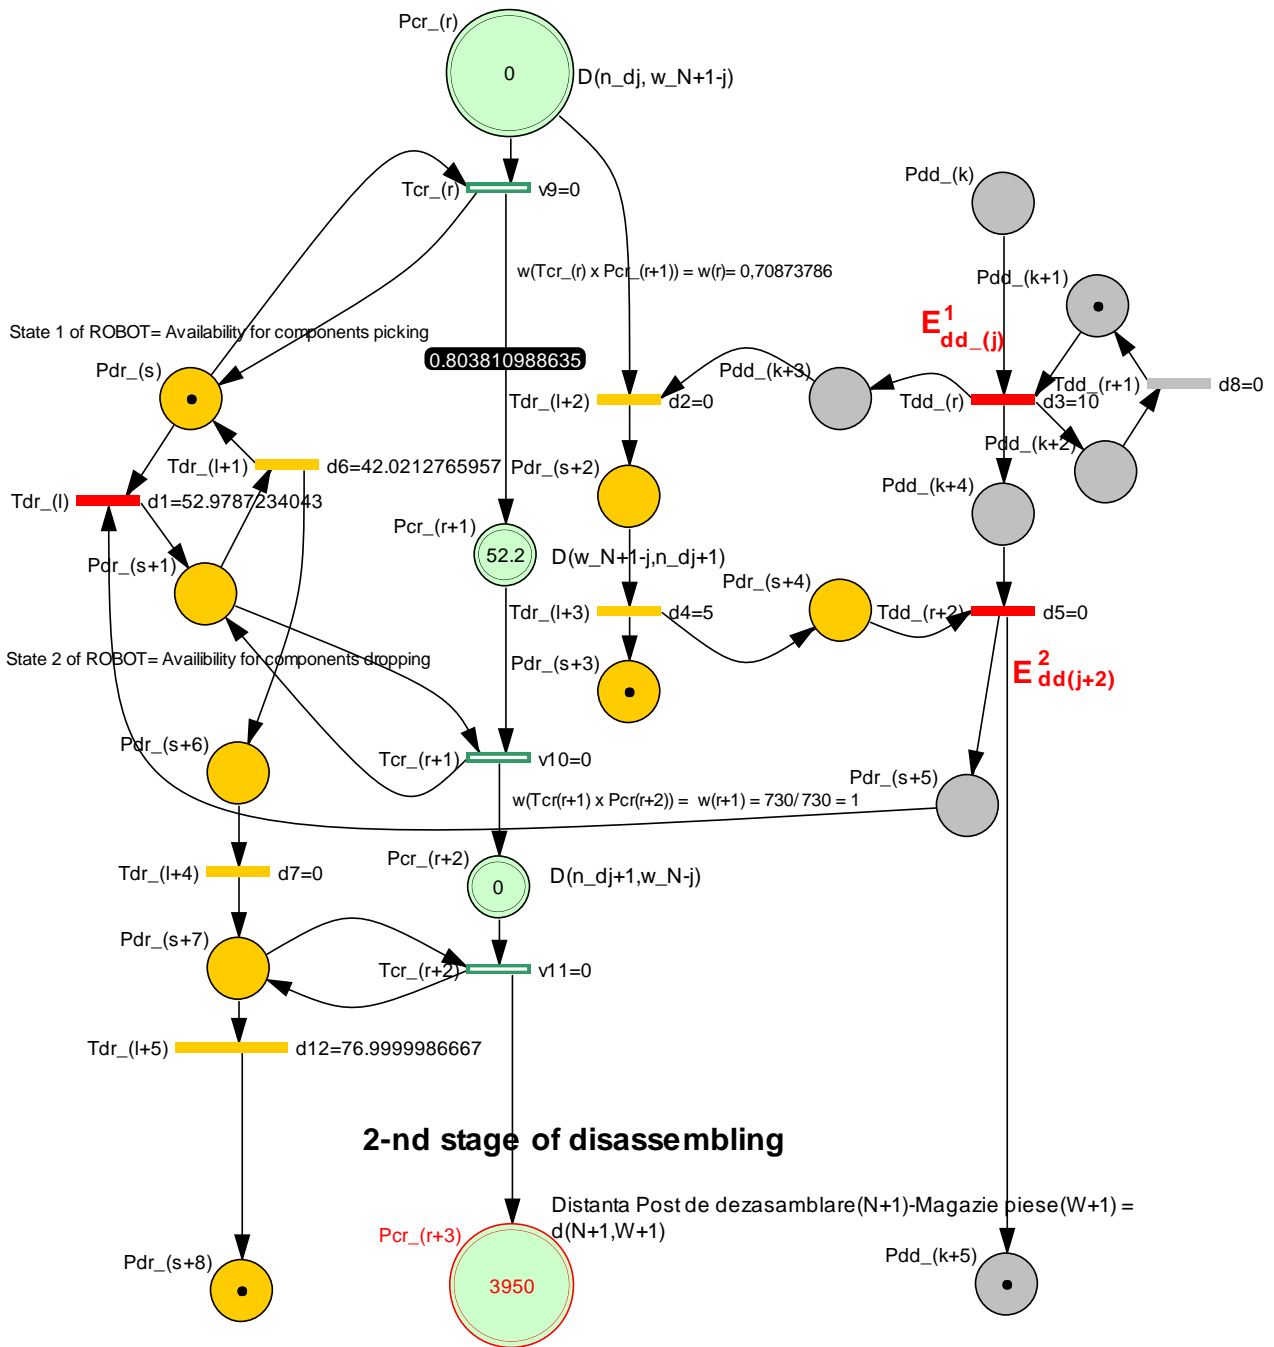 Pcr_(r)
0
D(n_dj, w_N+1-j)
Tcr_(r)
v9=0
Pdd_(k)
w(Tcr_(r) x Pcr_(r+1)) = w(r)= 0,70873786
Pdd_(k+1)
State 1 of ROBOT= Availability for components picking
E
1
dd_(j)
0.803810988635
Pdr_(s)
Pdd_(k+3)
Tdd_(r+1)
d8=0
Tdr_(l+2)
d2=0
Tdd_(r)
d3=10
Pdd_(k+2)
Tdr_(l+1)
d6=42.0212765957
Pdr_(s+2)
Pdd_(k+4)
Tdr_(l)
d1=52.9787234043
Pcr_(r+1)
52.2
D(w_N+1-j,n_dj+1)
Pdr_(s+1)
Pdr_(s+4)
Tdr_(l+3)
d4=5
Tdd_(r+2)
d5=0
State 2 of ROBOT= Availibility for components dropping
Pdr_(s+3)
E
2
dd(j+2)
Pdr_(s+6)
Tcr_(r+1)
v10=0
Pdr_(s+5)
w(Tcr(r+1) x Pcr(r+2)) = w(r+1) = 730/730 = 1
Pcr_(r+2)
0
D(n_dj+1,w_N-j)
Tdr_(l+4)
d7=0
Pdr_(s+7)
Tcr_(r+2)
v11=0
Tdr_(l+5)
d12=76.9999986667
2-nd stage of disassembling
Distanta Post de dezasamblare(N+1)-Magazie piese(W+1) =
d(N+1,W+1)
Pcr_(r+3)
3950
Pdr_(s+8)
Pdd_(k+5)